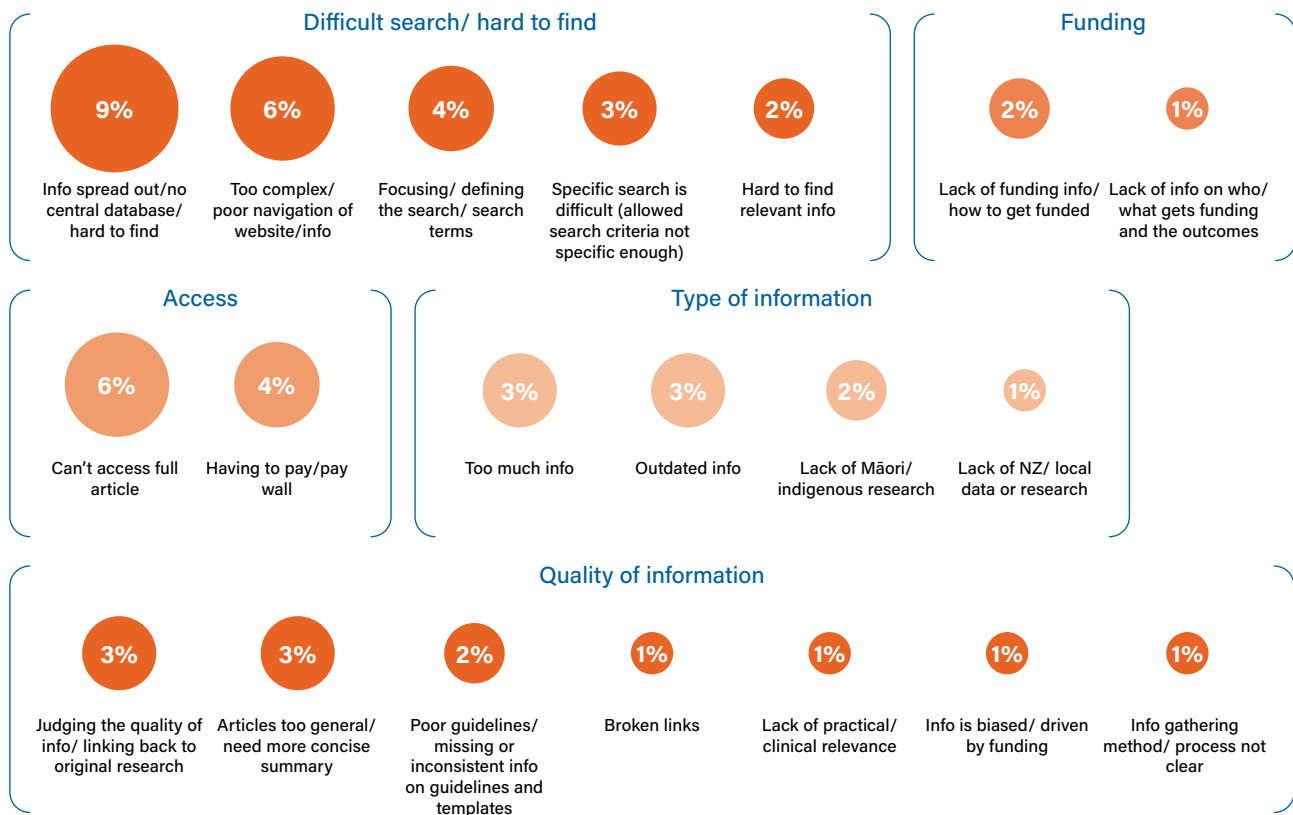 Difficult search/ hard to find
9%
6%
4%
3%
2%
Info spread out/no
central database/
hard to find
Too complex/
poor navigation of
website/info
Focusing/ defining
the search/ search
terms
Specific search is
difficult (allowed
search criteria not
specific enough)
Hard to find
relevant info
Funding
2%
1%
Lack of funding info/
how to get funded
Lack of info on who/
what gets funding
and the outcomes
Access
6%
4%
Can't access full
article
Having to pay/pay
wall
Type of information
3%
3%
2%
1%
Too much info
Outdated info
Lack of Māori/
indigenous research
Lack of NZ/ local
data or research
Quality of information
3%
3%
2%
1%
1%
1%
1%
Judging the quality of
info/ linking back to
original research
Articles too general/
need more concise
summary
Poor guidelines/
missing or
inconsistent info
on guidelines and
templates
Broken links
Lack of practical/
clinical relevance
Info is biased/ driven
by funding
Info gathering
method/ process not
clear